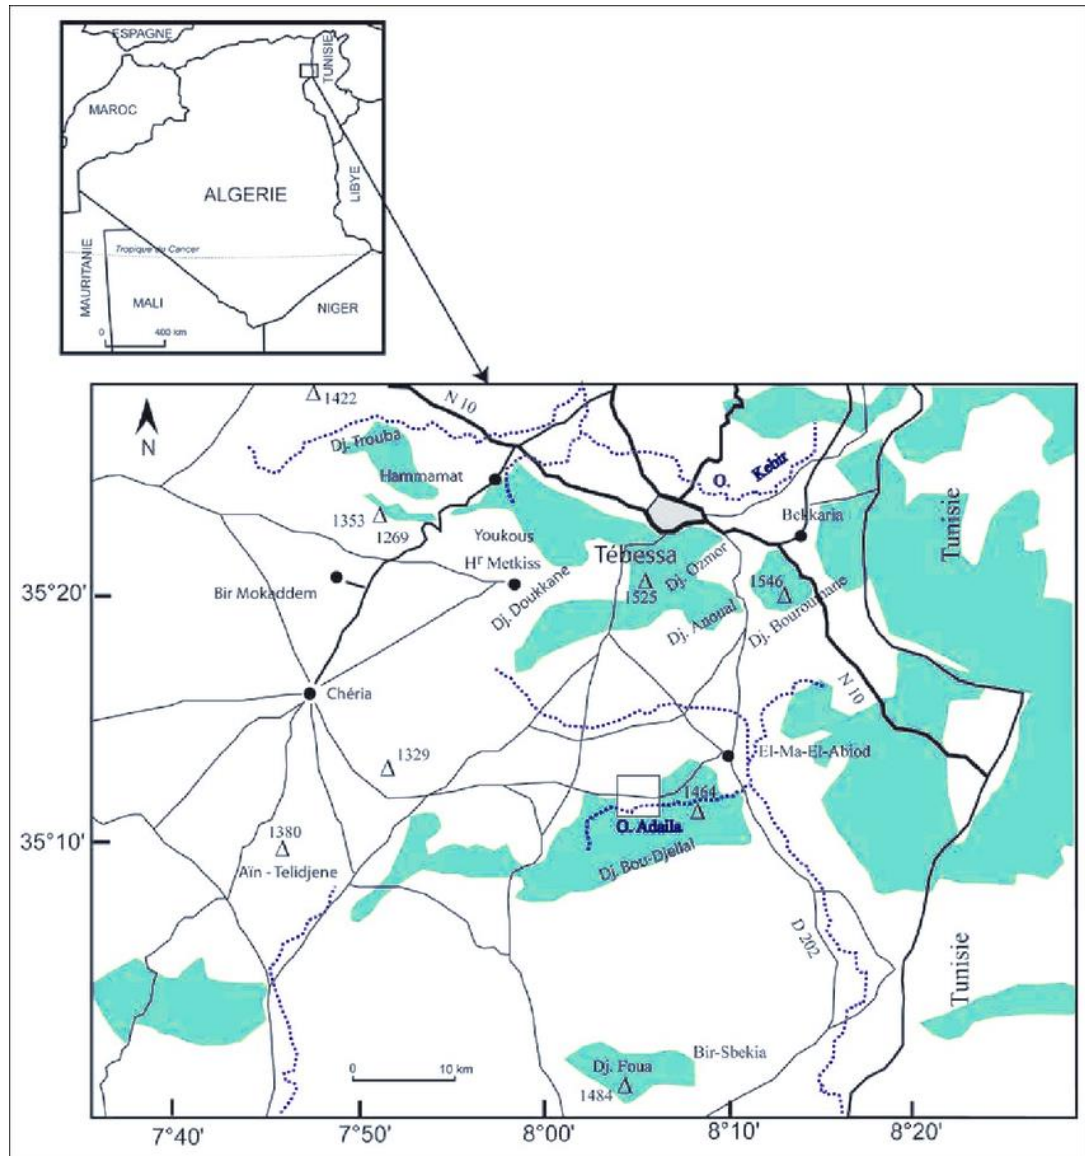 ESPAGNE
TUNISIE
MAROC
ALGERIE
LIBYE
MAURITANIE
Tropique du Cancer
MALI
NIGER
0 400 km
1422
N 10
N
Dj. Trouba
Hammamat
O. Kebir
1353
1269
Youkous
Bekkaria
Tunisie
Tébessa
Hr Metkiss
Dj. Ozmor
1546
35°20'
Bir Mokaddem
Dj. Doukkane
1525
Dj. Anoual
Dj. Bouroumane
Chéria
N 10
El-Ma-El-Abiod
1329
1464
O. Adaila
35°10'
1380
Aïn - Telidjene
Dj. Bou-Djellal
D 202
Tunisie
0 10 km
Dj. Foua
Bir-Sbekia
1484
7°40' 7°50' 8°00' 8°10' 8°20'